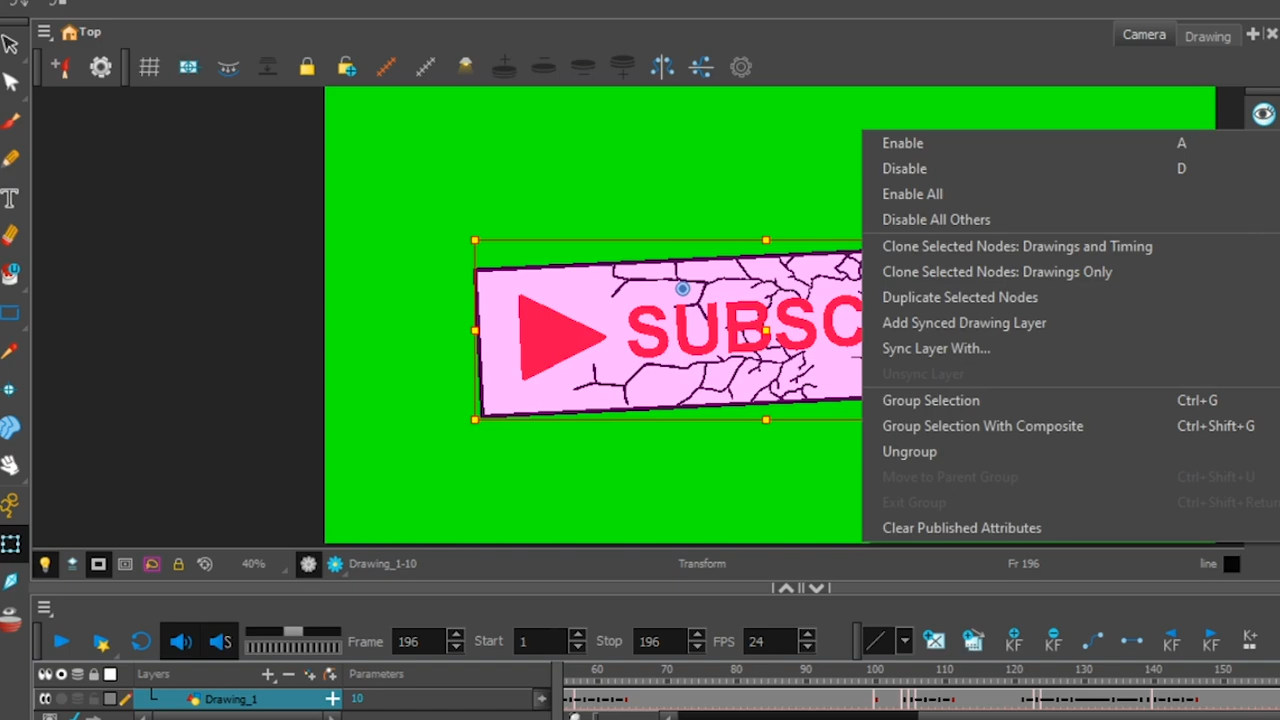 Top
Camera
Drawing
Enable A
Disable D
Enable All
Disable All Others
Clone Selected Nodes: Drawings and Timing
Clone Selected Nodes: Drawings Only
Duplicate Selected Nodes
Add Synced Drawing Layer
Sync Layer With...
Unsync Layer
Group Selection Ctrl+G
Group Selection With Composite Ctrl+Shift+G
Ungroup
Move to Parent Group Ctrl+Shift+U
Exit Group Ctrl+Shift+Retur
Clear Published Attributes
SUBSC
40% Drawing_1-10 Transform Fr 196 line
Frame 196 Start 1 Stop 196 FPS 24 KF KF KF KF K+
Layers Parameters 60 70 80 90 100 110 120 130 140 150
Drawing_1 10